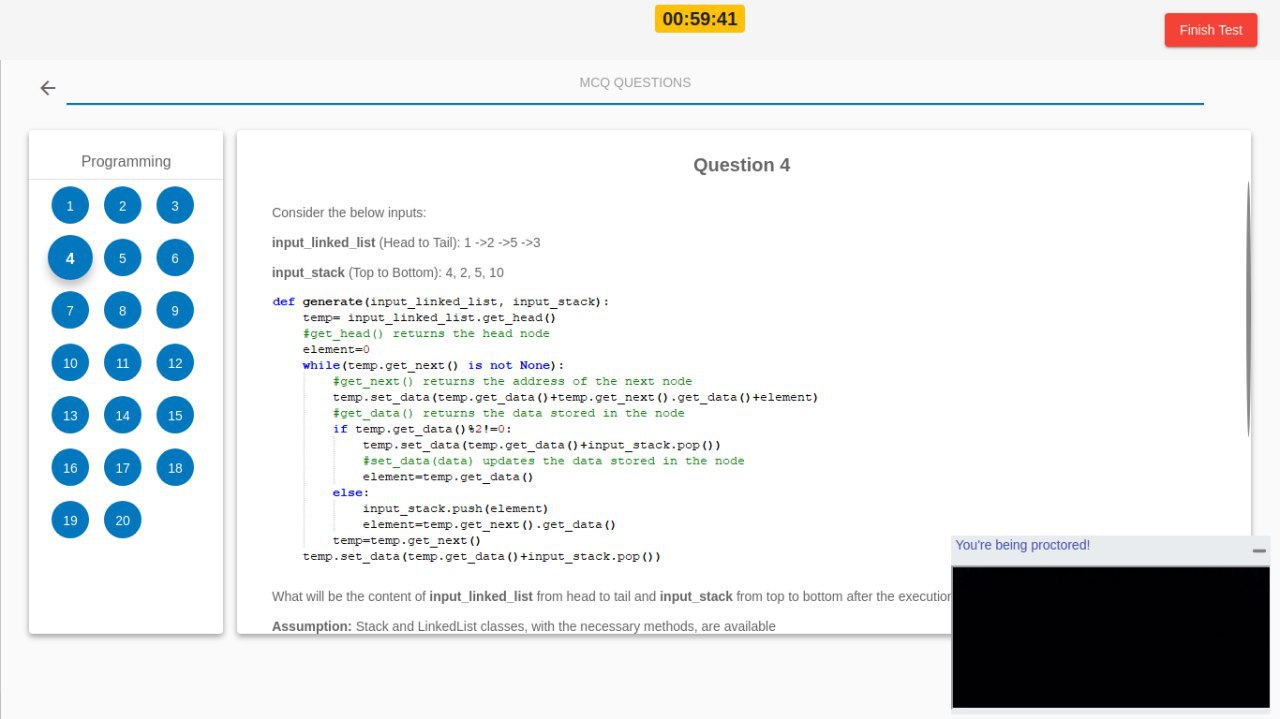 00:59:41
Finish Test
MCQ QUESTIONS
Programming
1 2 3
4 5 6
7 8 9
10 11 12
13 14 15
16 17 18
19 20
Question 4
Consider the below inputs:
input_linked_list (Head to Tail): 1 ->2 ->5 ->3
input_stack (Top to Bottom): 4, 2, 5, 10
def generate(input_linked_list, input_stack):
    temp= input_linked_list.get_head()
    #get_head() returns the head node
    element=0
    while(temp.get_next() is not None):
        #get_next() returns the address of the next node
        temp.set_data(temp.get_data()+temp.get_next().get_data()+element)
        #get_data() returns the data stored in the node
        if temp.get_data()%2!=0:
            temp.set_data(temp.get_data()+input_stack.pop())
            #set_data(data) updates the data stored in the node
            element=temp.get_data()
        else:
            input_stack.push(element)
            element=temp.get_next().get_data()
        temp=temp.get_next()
    temp.set_data(temp.get_data()+input_stack.pop())
What will be the content of input_linked_list from head to tail and input_stack from top to bottom after the execution
Assumption: Stack and LinkedList classes, with the necessary methods, are available
You're being proctored!